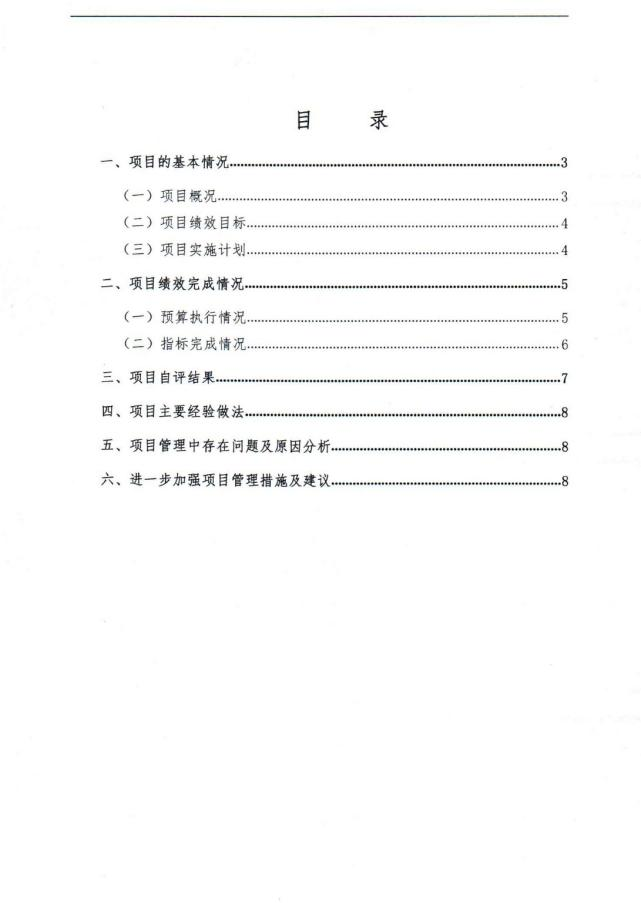 目 录
一、项目的基本情况........................3
（一）项目概况........................3
（二）项目绩效目标........................4
（三）项目实施计划........................4
二、项目绩效完成情况........................5
（一）预算执行情况........................5
（二）指标完成情况........................6
三、项目自评结果........................7
四、项目主要经验做法........................8
五、项目管理中存在问题及原因分析........................8
六、进一步加强项目管理措施及建议........................8